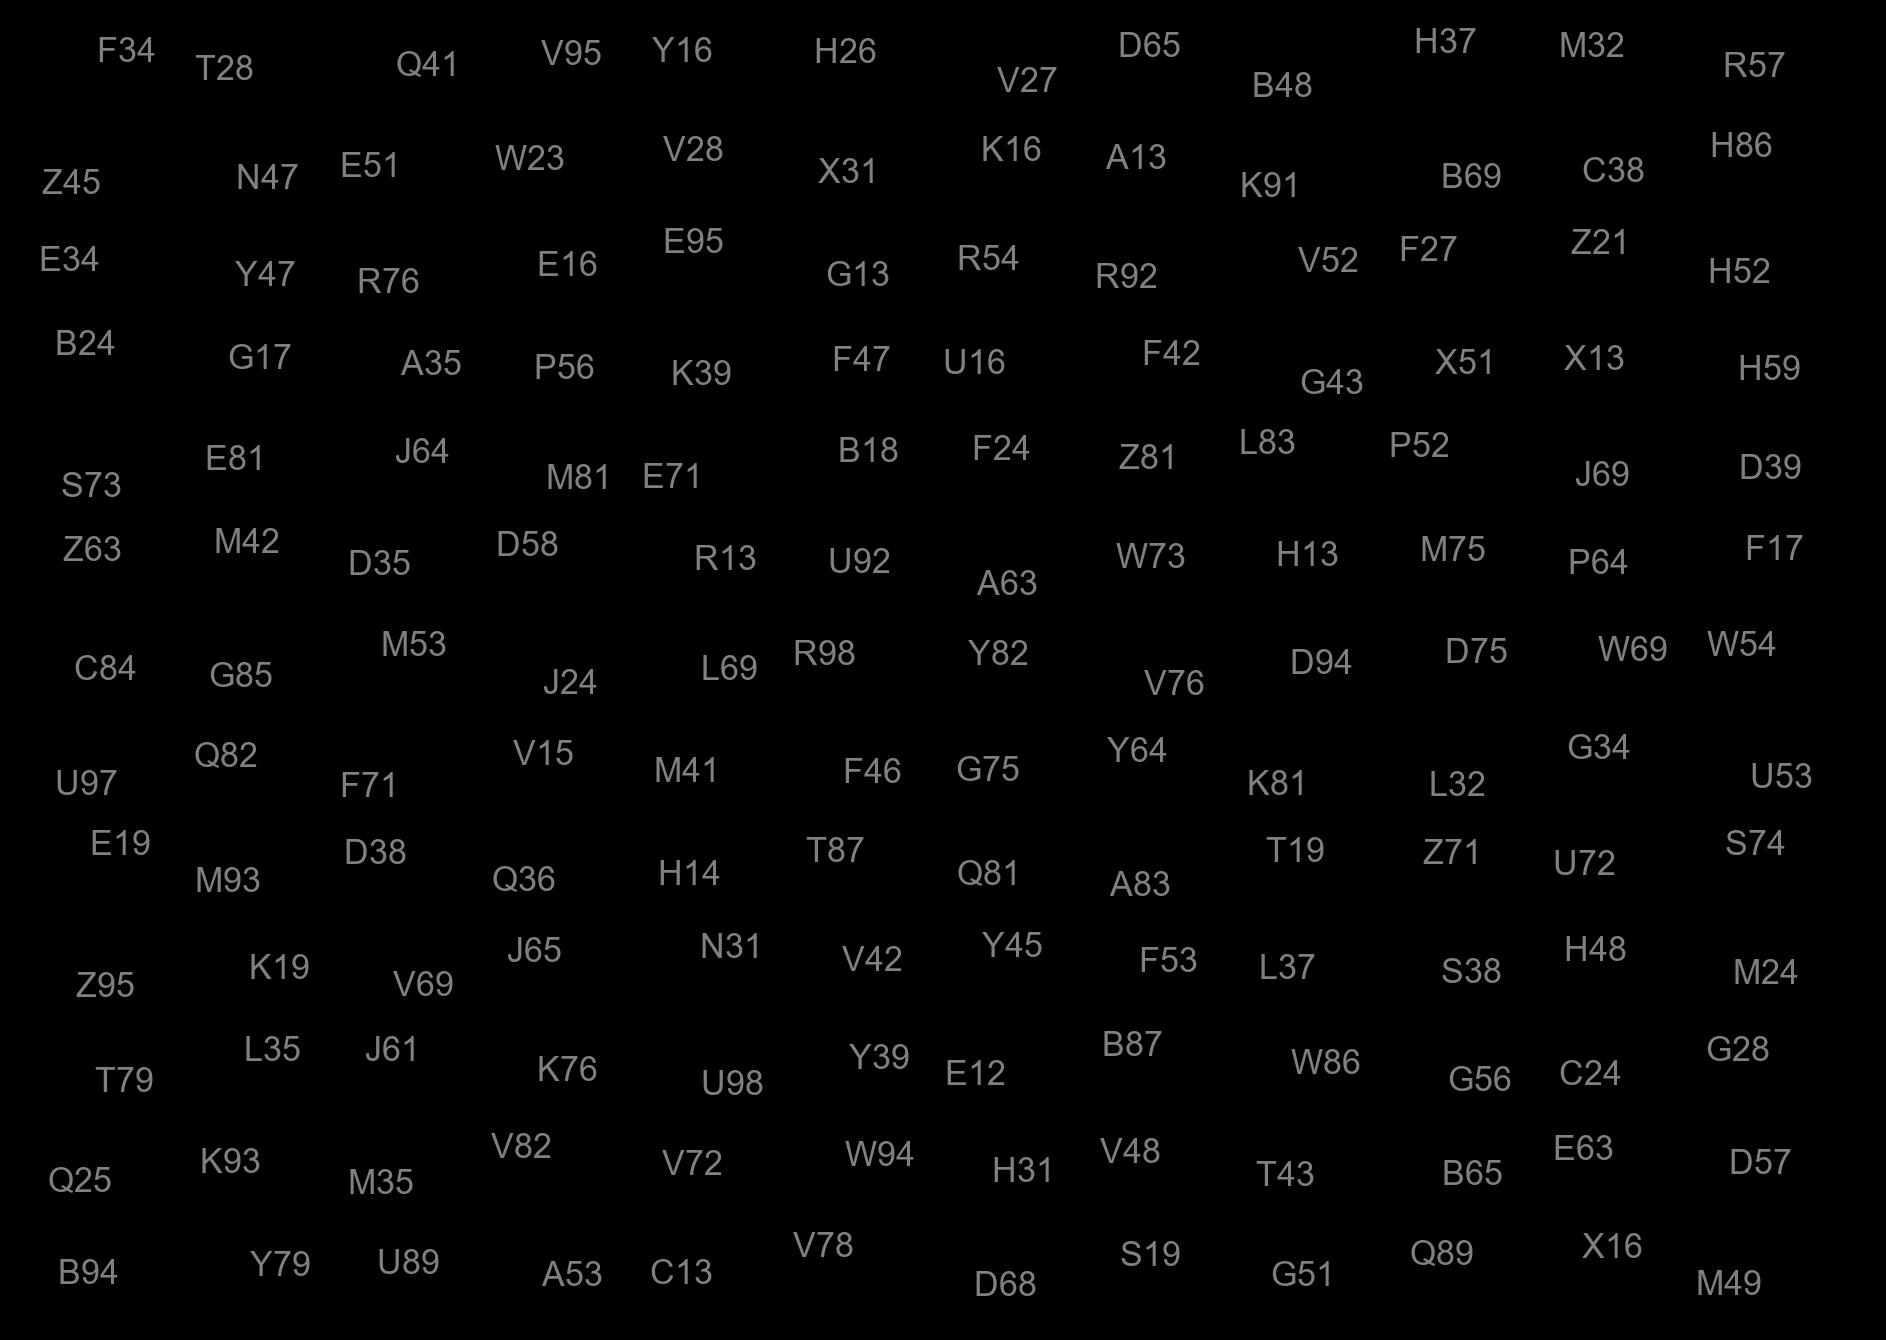 F34 T28 Q41 V95 Y16 H26 V27 D65 B48 H37 M32 R57
Z45 N47 E51 W23 V28 X31 K16 A13 K91 B69 C38 H86
E34 Y47 R76 E16 E95 G13 R54 R92 V52 F27 Z21 H52
B24 G17 A35 P56 K39 F47 U16 F42 G43 X51 X13 H59
S73 E81 J64 M81 E71 B18 F24 Z81 L83 P52 J69 D39
Z63 M42 D35 D58 R13 U92 A63 W73 H13 M75 P64 F17
C84 G85 M53 J24 L69 R98 Y82 V76 D94 D75 W69 W54
U97 Q82 F71 V15 M41 F46 G75 Y64 K81 L32 G34 U53
E19 M93 D38 Q36 H14 T87 Q81 A83 T19 Z71 U72 S74
Z95 K19 V69 J65 N31 V42 Y45 F53 L37 S38 H48 M24
T79 L35 J61 K76 U98 Y39 E12 B87 W86 G56 C24 G28
Q25 K93 M35 V82 V72 W94 H31 V48 T43 B65 E63 D57
B94 Y79 U89 A53 C13 V78 D68 S19 G51 Q89 X16 M49